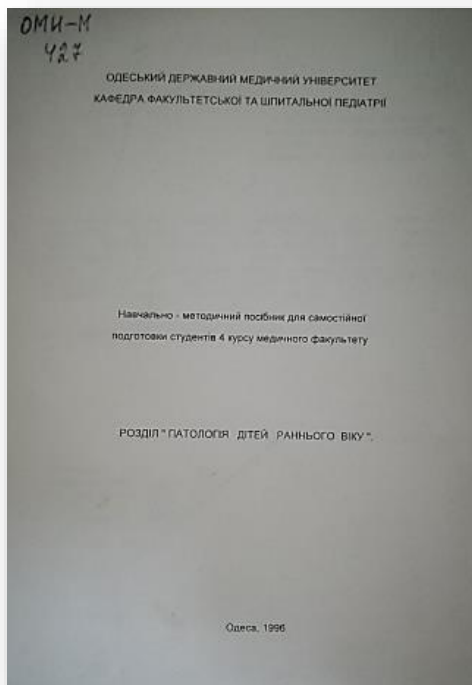 ОМИ-М
427
ОДЕСЬКИЙ ДЕРЖАВНИЙ МЕДИЧНИЙ УНІВЕРСИТЕТ
КАФЕДРА ФАКУЛЬТЕТСЬКОЇ ТА ШПИТАЛЬНОЇ ПЕДІАТРІЇ
Навчально - методичний посібник для самостійної
подготовки студентів 4 курсу медичного факультету
РОЗДІЛ " ПАТОЛОГІЯ ДІТЕЙ РАННЬОГО ВІКУ ".
Одеса, 1996